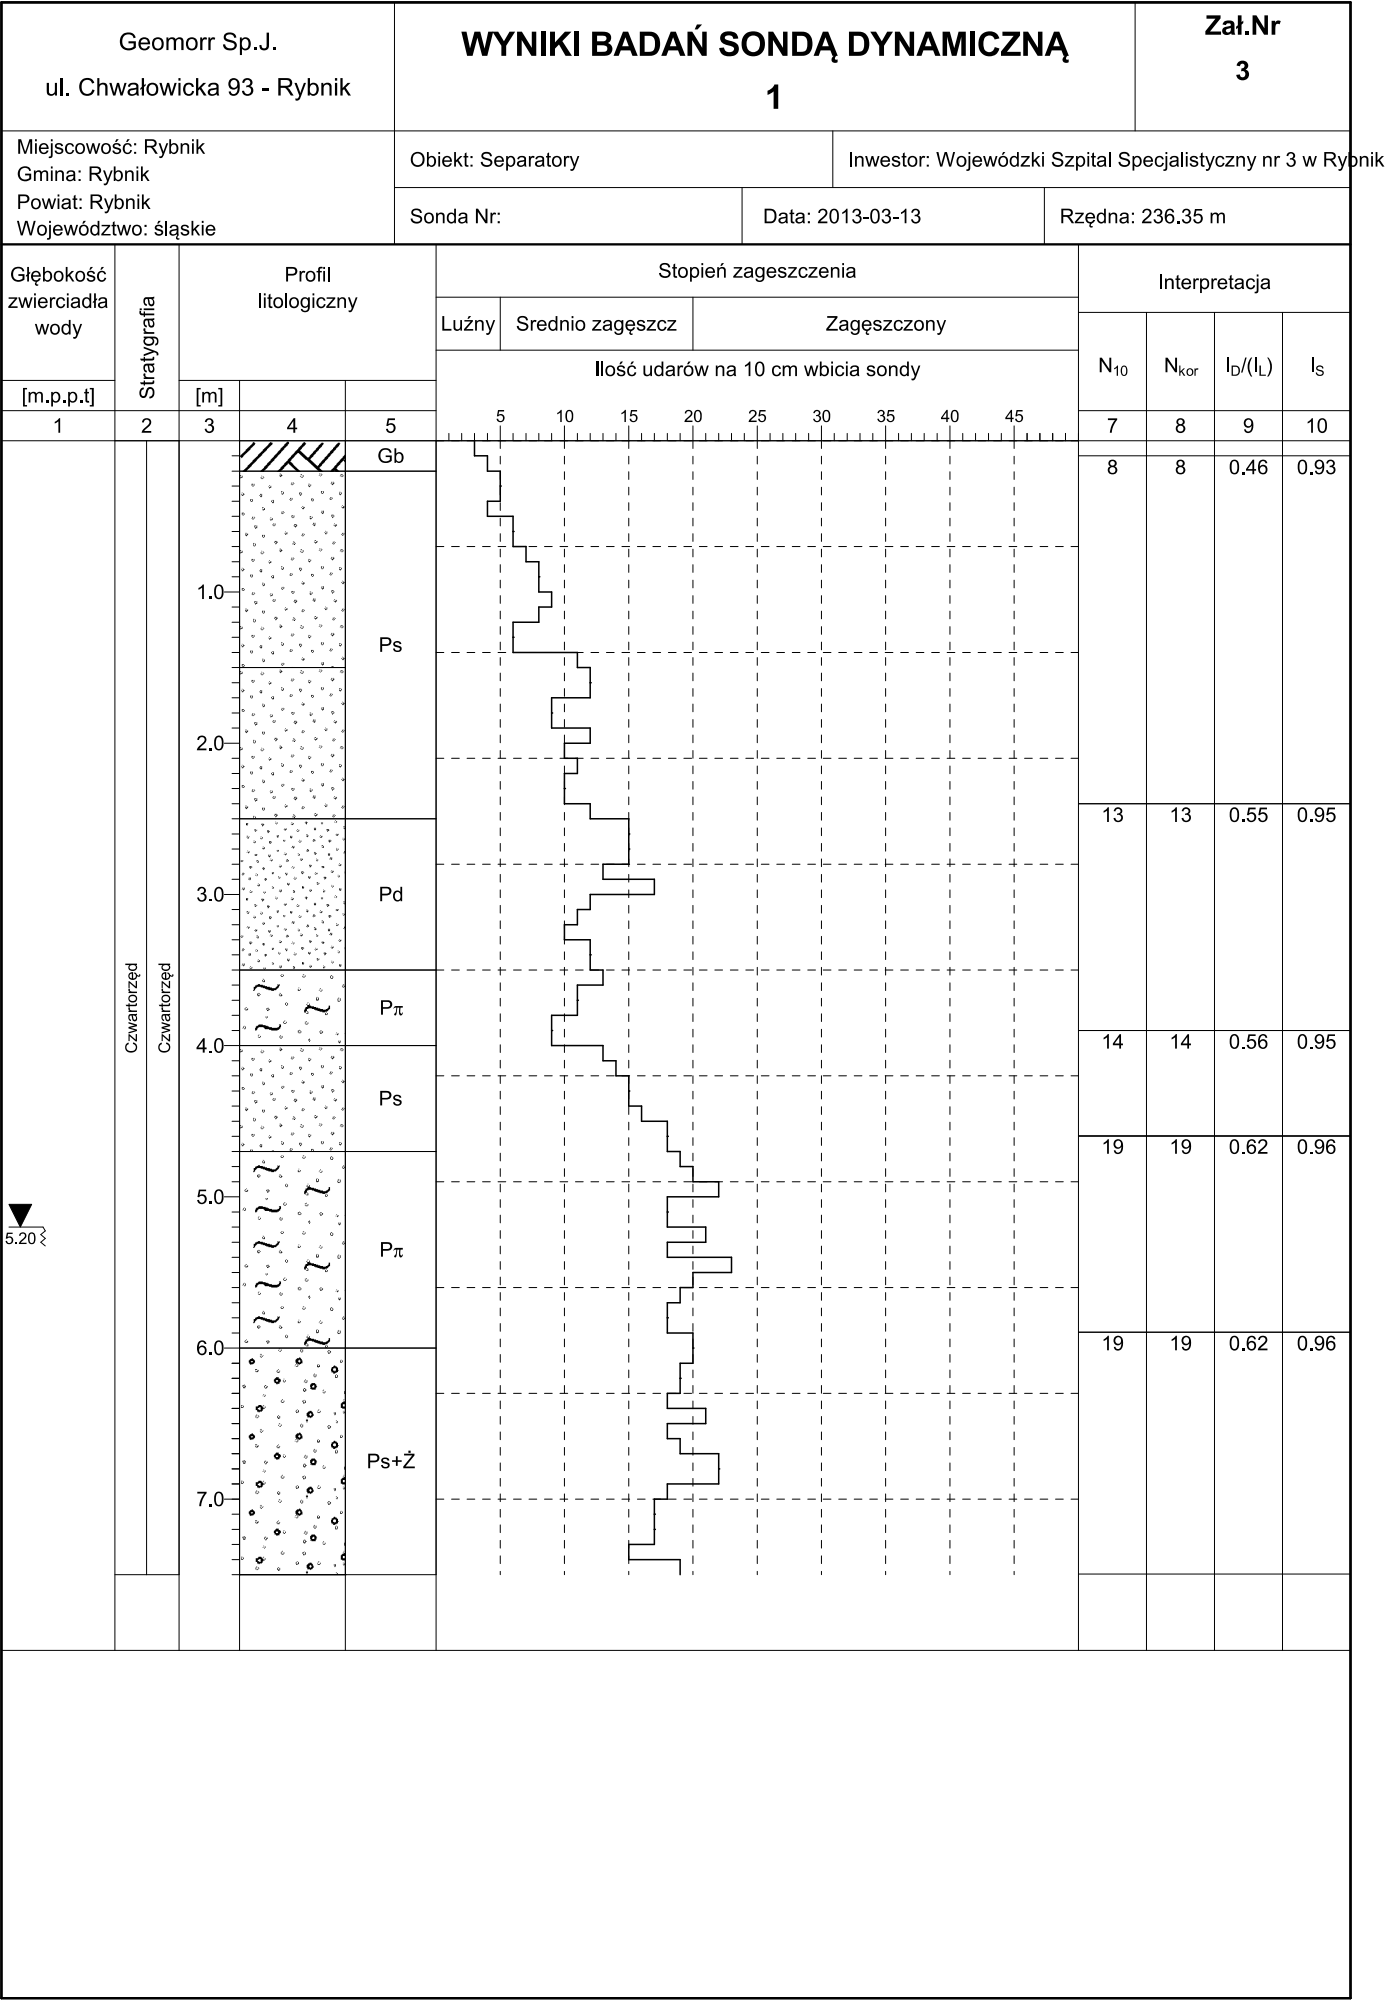 Geomorr Sp.J.
ul. Chwałowicka 93 - Rybnik
WYNIKI BADAŃ SONDĄ DYNAMICZNĄ
1
Zał.Nr
3
Miejscowość: Rybnik
Gmina: Rybnik
Powiat: Rybnik
Województwo: śląskie
Obiekt: Separatory
Inwestor: Wojewódzki Szpital Specjalistyczny nr 3 w Rybnik
Sonda Nr:
Data: 2013-03-13
Rzędna: 236.35 m
Głębokość
zwierciadła
wody
[m.p.p.t]
Stratygrafia
Profil
litologiczny
[m]
Stopień zageszczenia
Luźny
Srednio zagęszcz
Zagęszczony
Ilość udarów na 10 cm wbicia sondy
5 10 15 20 25 30 35 40 45
Interpretacja
N10 Nkor ID/(IL) IS
1 2 3 4 5 7 8 9 10
Gb
8 8 0.46 0.93
1.0
Ps
2.0
13 13 0.55 0.95
3.0
Pd
Czwartorzęd
Czwartorzęd
Pπ
4.0
14 14 0.56 0.95
Ps
19 19 0.62 0.96
5.0
5.20
Pπ
6.0
19 19 0.62 0.96
Ps+Ż
7.0